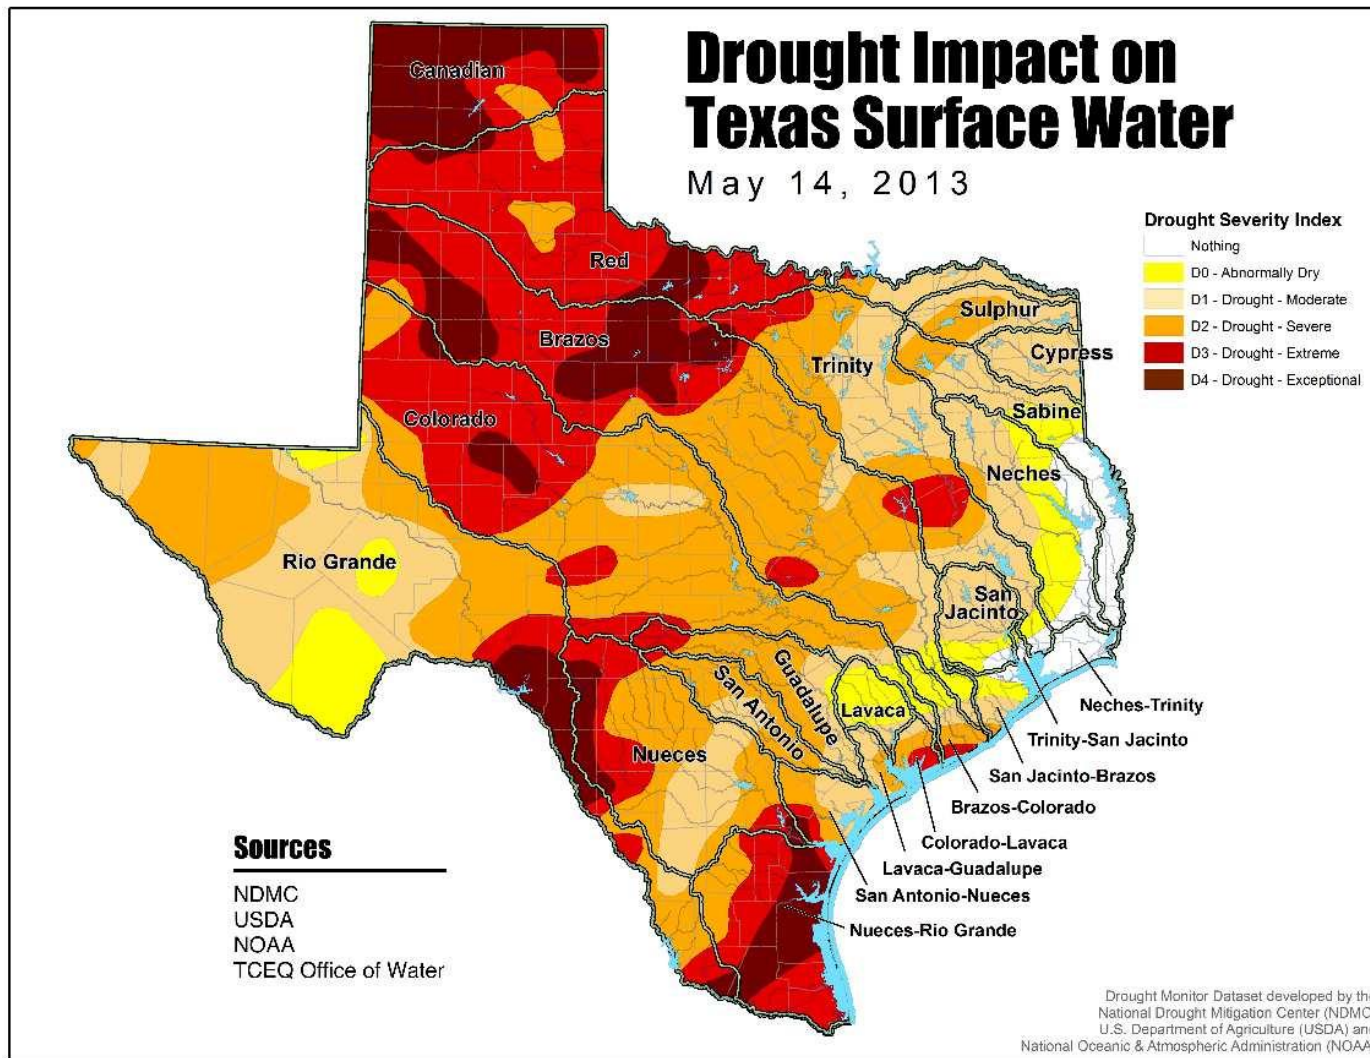 Drought Impact on
Texas Surface Water
May 14, 2013
Drought Severity Index
Nothing
D0 - Abnormally Dry
D1 - Drought - Moderate
D2 - Drought - Severe
D3 - Drought - Extreme
D4 - Drought - Exceptional
Canadian
Red
Sulphur
Cypress
Brazos
Trinity
Sabine
Colorado
Neches
Rio Grande
San
Jacinto
Guadalupe
San Antonio
Lavaca
Nueces
Neches-Trinity
Trinity-San Jacinto
San Jacinto-Brazos
Brazos-Colorado
Colorado-Lavaca
Lavaca-Guadalupe
San Antonio-Nueces
Nueces-Rio Grande
Sources
NDMC
USDA
NOAA
TCEQ Office of Water
Drought Monitor Dataset developed by the
National Drought Mitigation Center (NDMC
U.S. Department of Agriculture (USDA) and
National Oceanic & Atmospheric Administration (NOAA